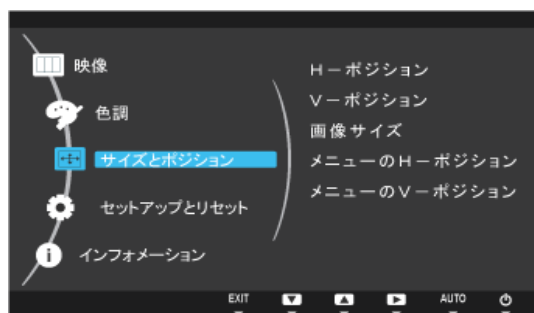 映像
色調
サイズとポジション
セットアップとリセット
インフォメーション
H－ポジション
V－ポジション
画像サイズ
メニューのH－ポジション
メニューのV－ポジション
EXIT
AUTO